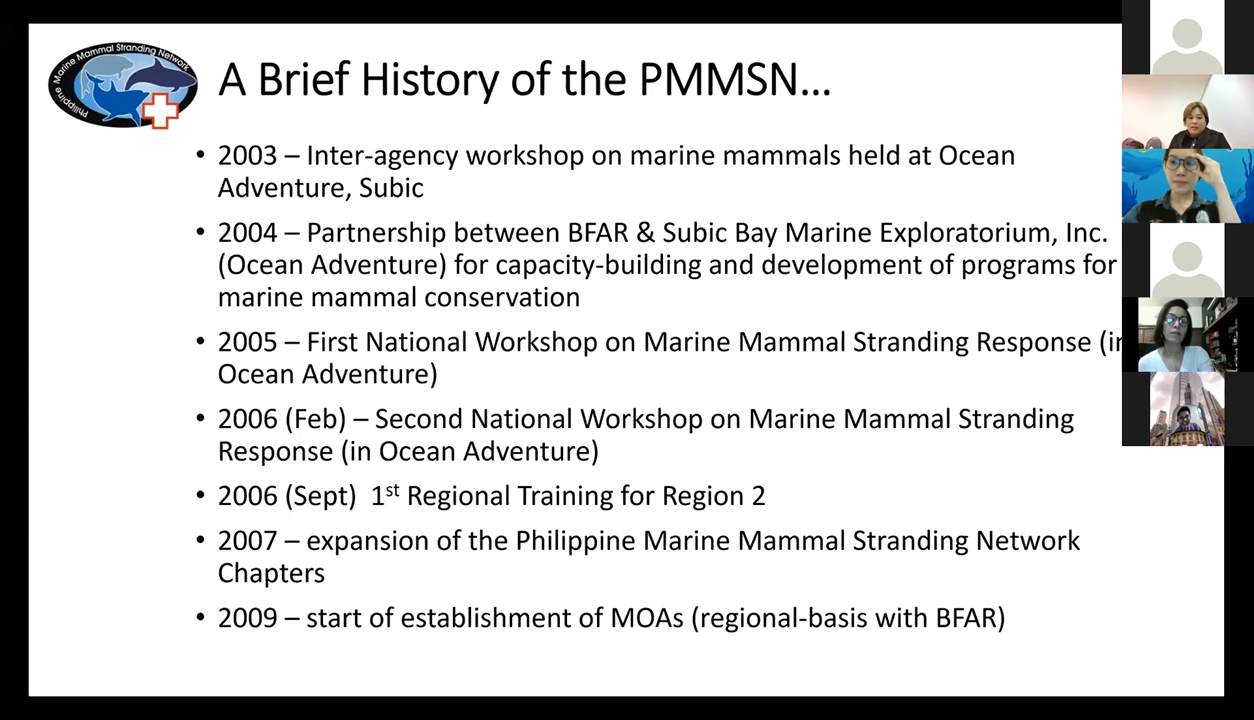 Philippine Marine Mammal Stranding Network
A Brief History of the PMMSN...
• 2003 – Inter-agency workshop on marine mammals held at Ocean
Adventure, Subic
• 2004 – Partnership between BFAR & Subic Bay Marine Exploratorium, Inc.
(Ocean Adventure) for capacity-building and development of programs for
marine mammal conservation
• 2005 – First National Workshop on Marine Mammal Stranding Response (in
Ocean Adventure)
• 2006 (Feb) – Second National Workshop on Marine Mammal Stranding
Response (in Ocean Adventure)
• 2006 (Sept) 1st Regional Training for Region 2
• 2007 – expansion of the Philippine Marine Mammal Stranding Network
Chapters
• 2009 – start of establishment of MOAs (regional-basis with BFAR)